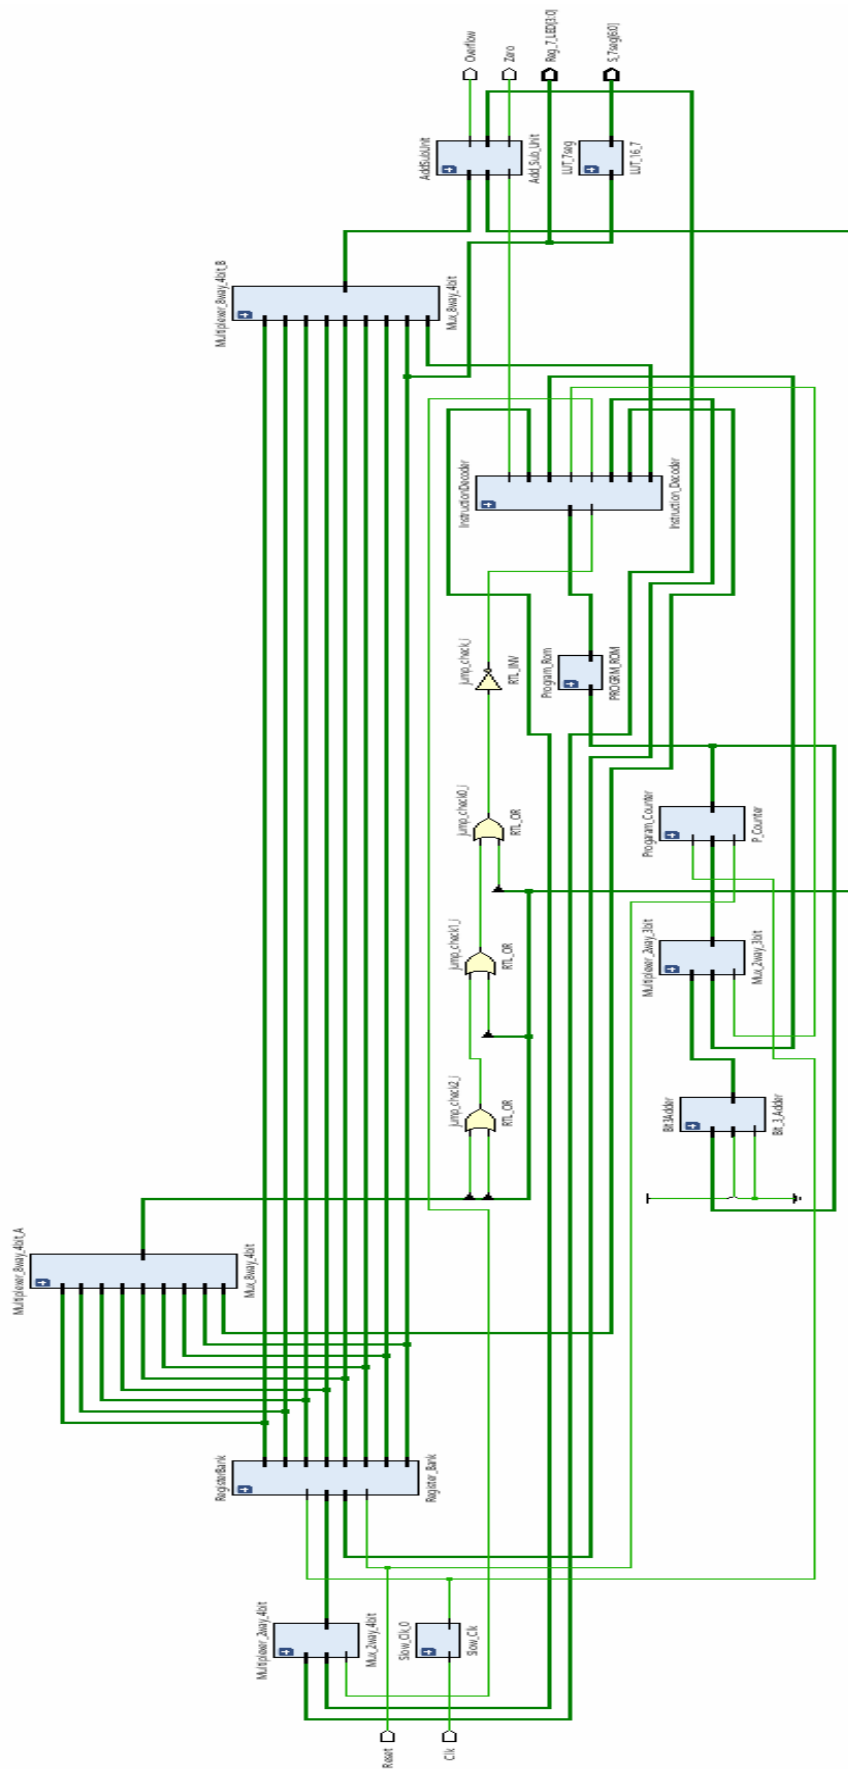 Overflow
Zero
Reg_7_LED[3:0]
S_7seg[6:0]
AddSubUnit
Add_Sub_Unit
LUT_7seg
LUT_16_7
Multiplexer_8way_4bit_B
Mux_8way_4bit
InstructionDecoder
Instruction_Decoder
jump_check_i
RTL_INV
Program_Rom
PROGRM_ROM
jump_check0_i
RTL_OR
Progaram_Counter
P_Counter
jump_check1_i
RTL_OR
Multiplexer_2way_3bit
Mux_2way_3bit
jump_check2_i
RTL_OR
Bit3Adder
Bit_3_Adder
Multiplexer_8way_4bit_A
Mux_8way_4bit
RegisterBank
Register_Bank
Multiplexer_2way_4bit
Mux_2way_4bit
Slow_Clk_0
Slow_Clk
Reset
Clk